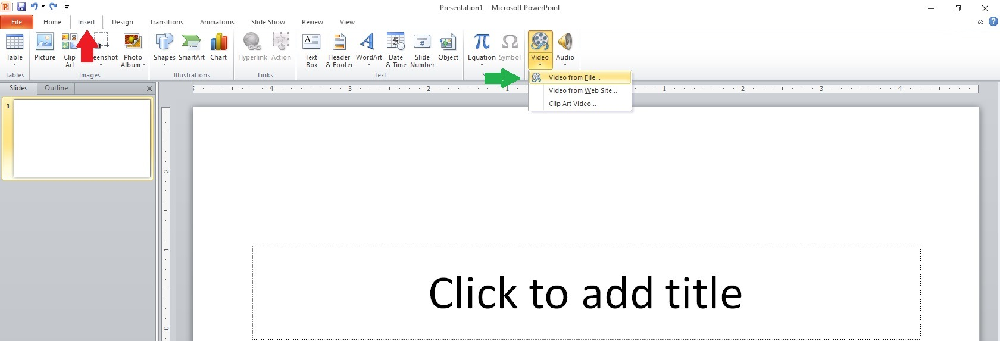 Presentation1 - Microsoft PowerPoint
File Home Insert Design Transitions Animations Slide Show Review View
Table
Picture
Clip
Art
Photo
Album
Shapes
SmartArt
Chart
Hyperlink
Action
Text
Box
Header
& Footer
WordArt
Date
& Time
Slide
Number
Object
Equation
Symbol
Video
Audio
Tables
Images
Illustrations
Links
Text
Video from File...
Video from Web Site...
Clip Art Video...
Slides Outline
4 3 2 1 1 2 3 4
1
2
1
0
Click to add title